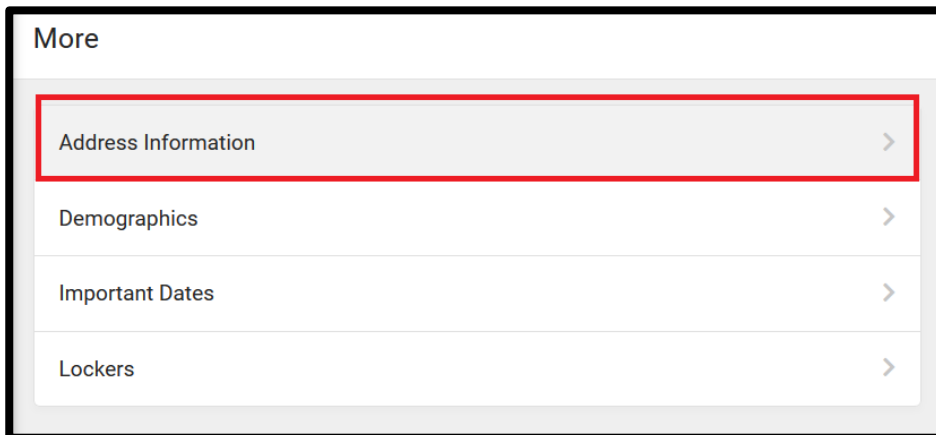 More
Address Information
Demographics
Important Dates
Lockers